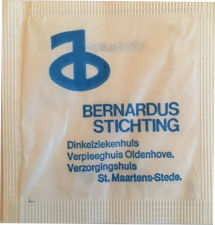 BERNARDUS
STICHTING
Dinkelziekenhuis
Verpleeghuis Oldenhove.
Verzorgingshuis
St. Maartens-Stede.